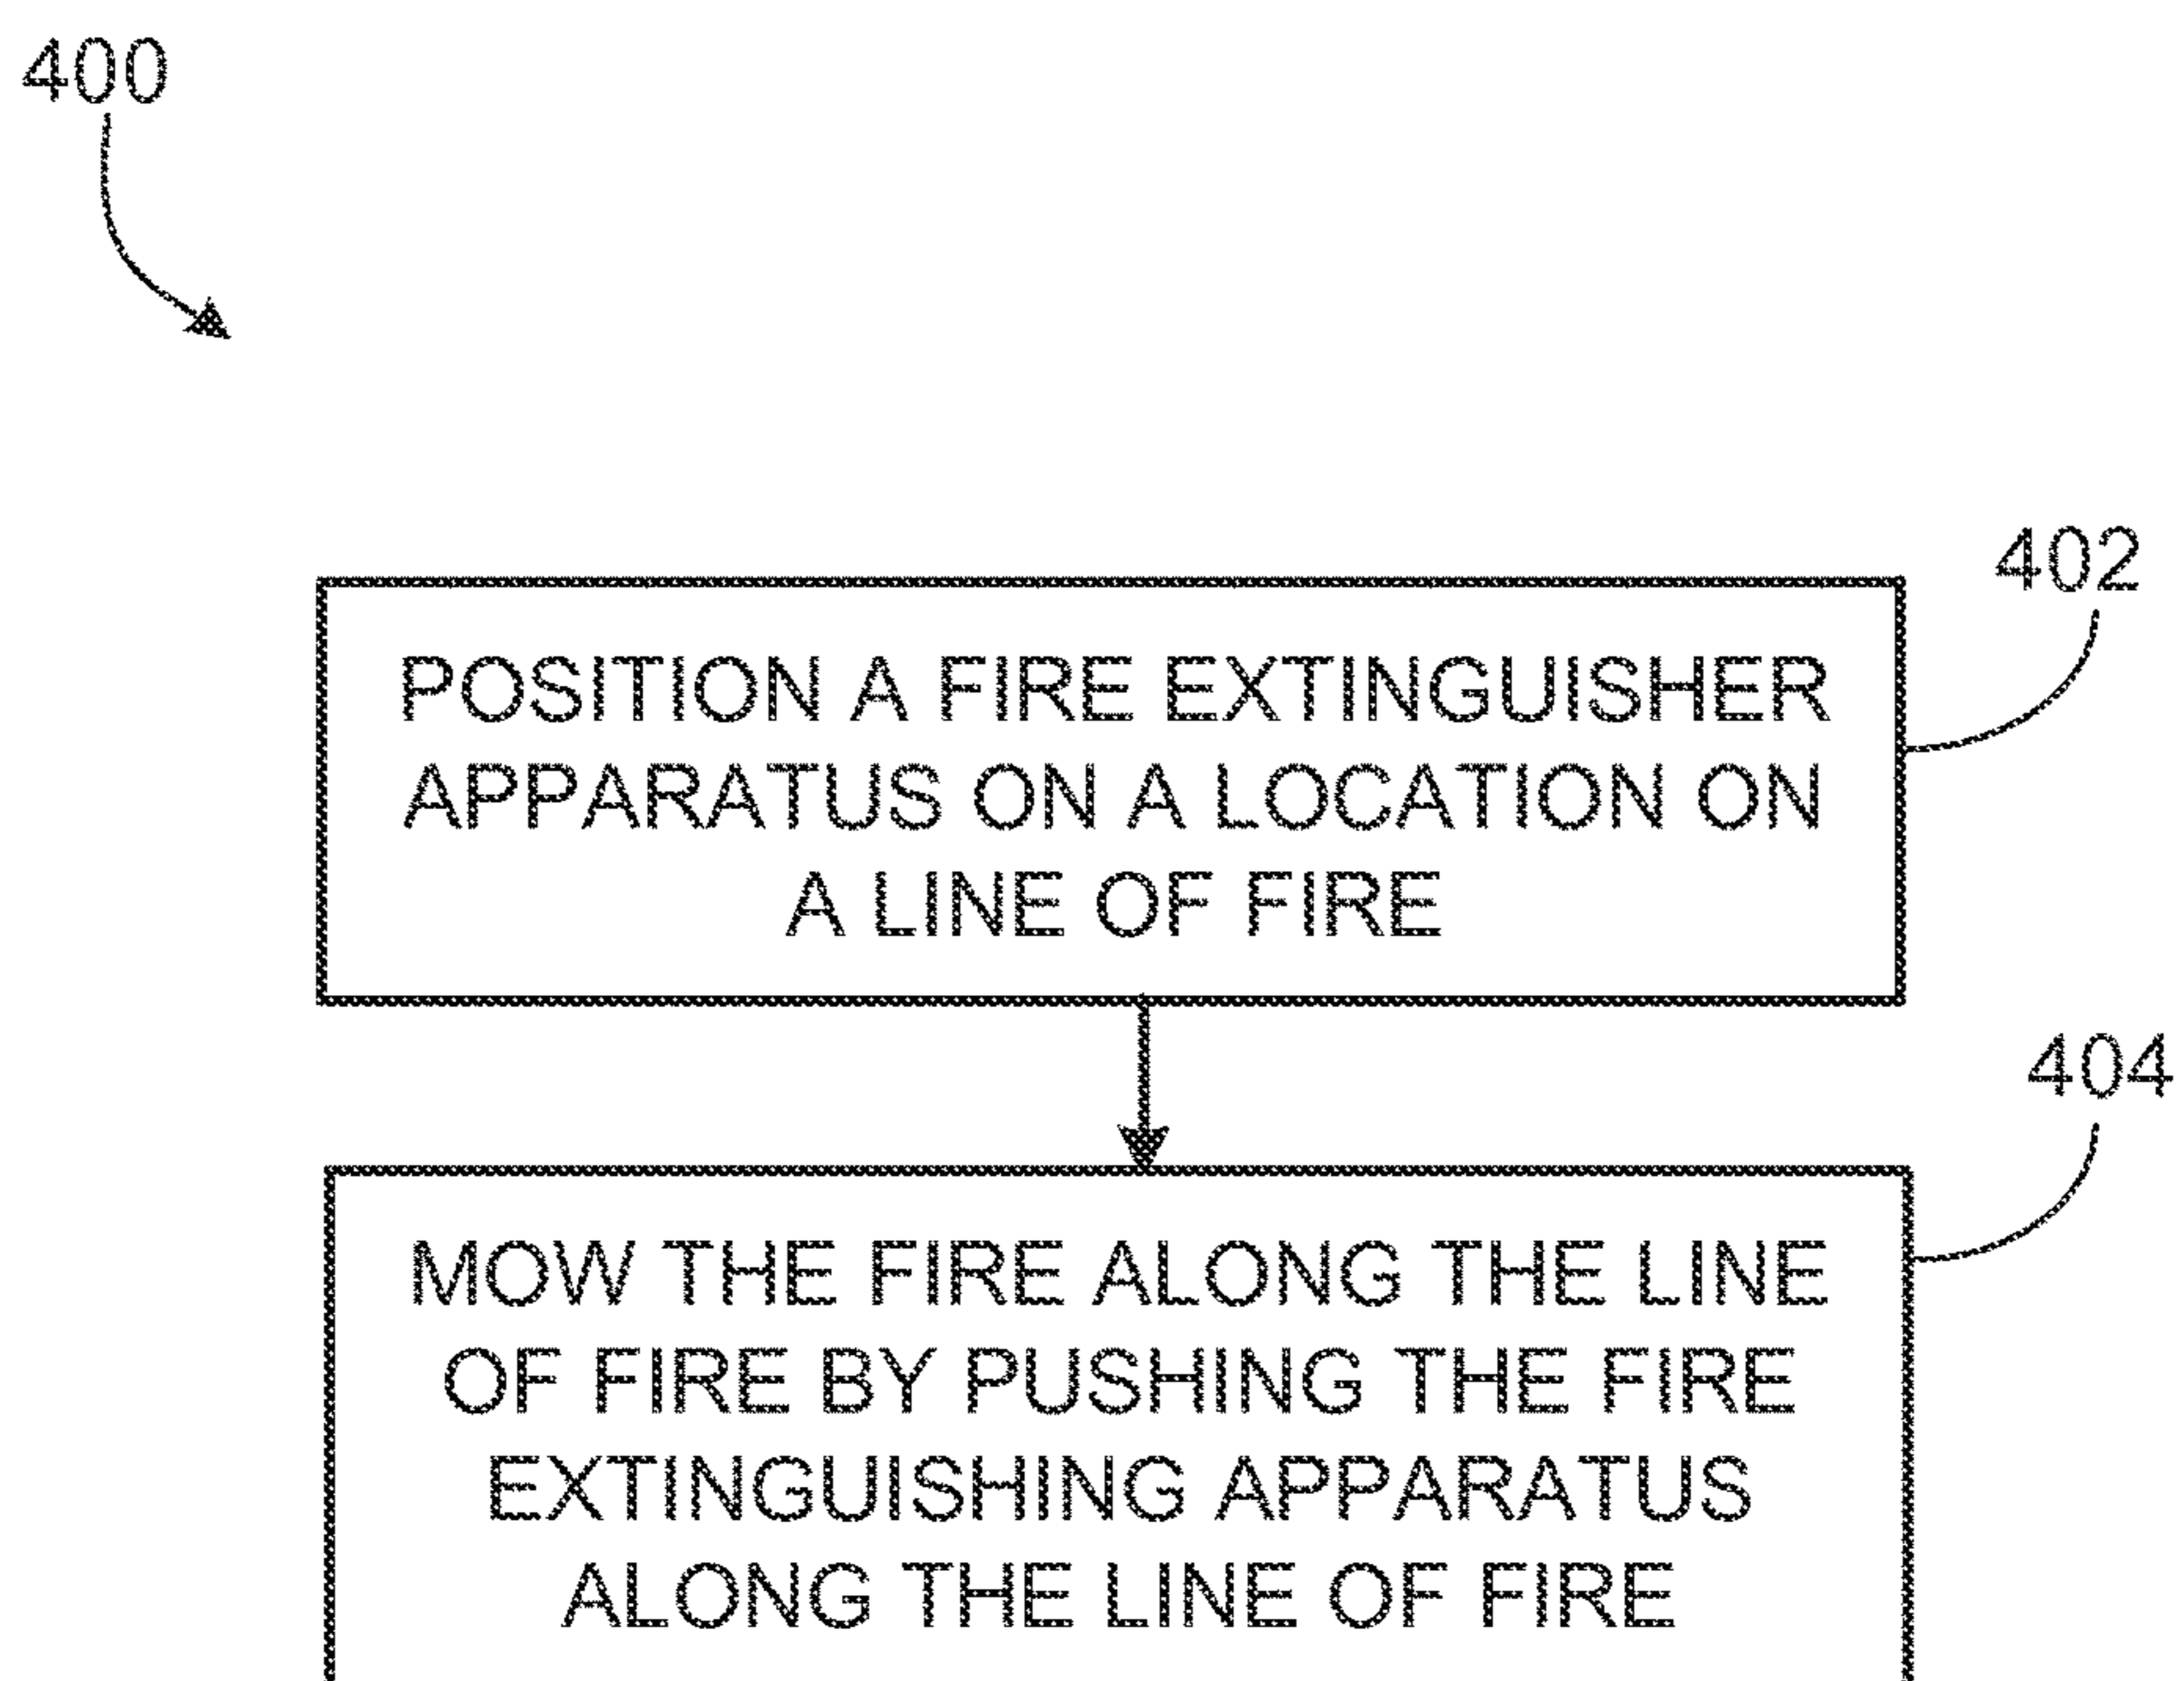 400
402
POSITION A FIRE EXTINGUISHER
APPARATUS ON A LOCATION ON
A LINE OF FIRE
404
MOW THE FIRE ALONG THE LINE
OF FIRE BY PUSHING THE FIRE
EXTINGUISHING APPARATUS
ALONG THE LINE OF FIRE